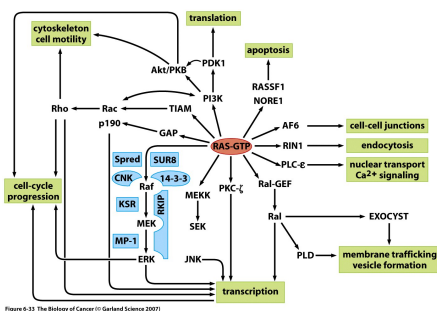 translation
cytoskeleton
cell motility
apoptosis
Akt/PKB
PDK1
RASSF1
NORE1
PI3K
Rho
Rac
TIAM
p190
GAP
RAS-GTP
AF6
cell-cell junctions
RIN1
endocytosis
PLC-ε
nuclear transport
Ca2+ signaling
Spred
SUR8
CNK
14-3-3
Raf
cell-cycle
progression
KSR
RKIP
MEK
MP-1
ERK
MEKK
SEK
JNK
PKC-ζ
Ral-GEF
Ral
EXOCYST
PLD
membrane trafficking
vesicle formation
transcription
Figure 6-33 The Biology of Cancer (© Garland Science 2007)